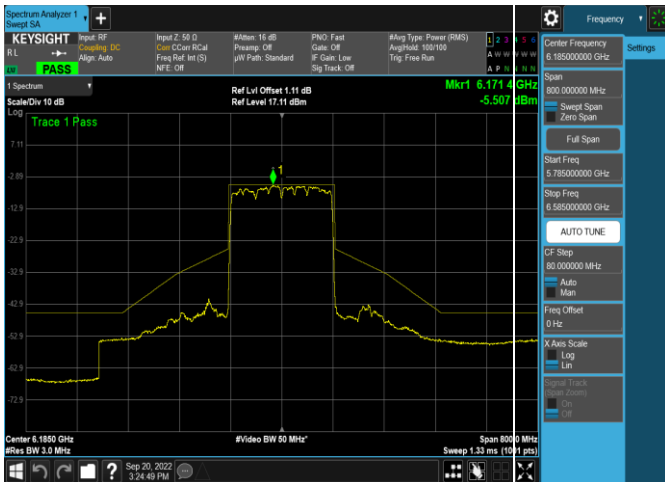 Spectrum Analyzer 1
Swept SA
Frequency
KEYSIGHT
Input: RF
Input Z: 50 Ω
#Atten: 16 dB
PNO: Fast
#Avg Type: Power (RMS)
1 2 3 4 5 6
R L
Coupling: DC
Corr CCorr RCal
Preamp: Off
Gate: Off
Avg|Hold: 100/100
A W W W W W
Align: Auto
Freq Ref: Int (S)
µW Path: Standard
IF Gain: Low
Trig: Free Run
LV
PASS
NFE: Off
Sig Track: Off
A P N N N N
1 Spectrum
Ref Lvl Offset 1.11 dB
Mkr1 6.171 4 GHz
Scale/Div 10 dB
Ref Level 17.11 dBm
-5.507 dBm
Log
Trace 1 Pass
7.11
1
-2.89
-12.9
-22.9
-32.9
-42.9
-52.9
-62.9
-72.9
Center 6.1850 GHz
#Video BW 50 MHz*
Span 800.0 MHz
#Res BW 3.0 MHz
Sweep 1.33 ms (1001 pts)
Sep 20, 2022
3:24:49 PM
?
Center Frequency
6.185000000 GHz
Settings
Span
800.000000 MHz
Swept Span
Zero Span
Full Span
Start Freq
5.785000000 GHz
Stop Freq
6.585000000 GHz
AUTO TUNE
CF Step
80.000000 MHz
Auto
Man
Freq Offset
0 Hz
X Axis Scale
Log
Lin
Signal Track
(Span Zoom)
On
Off